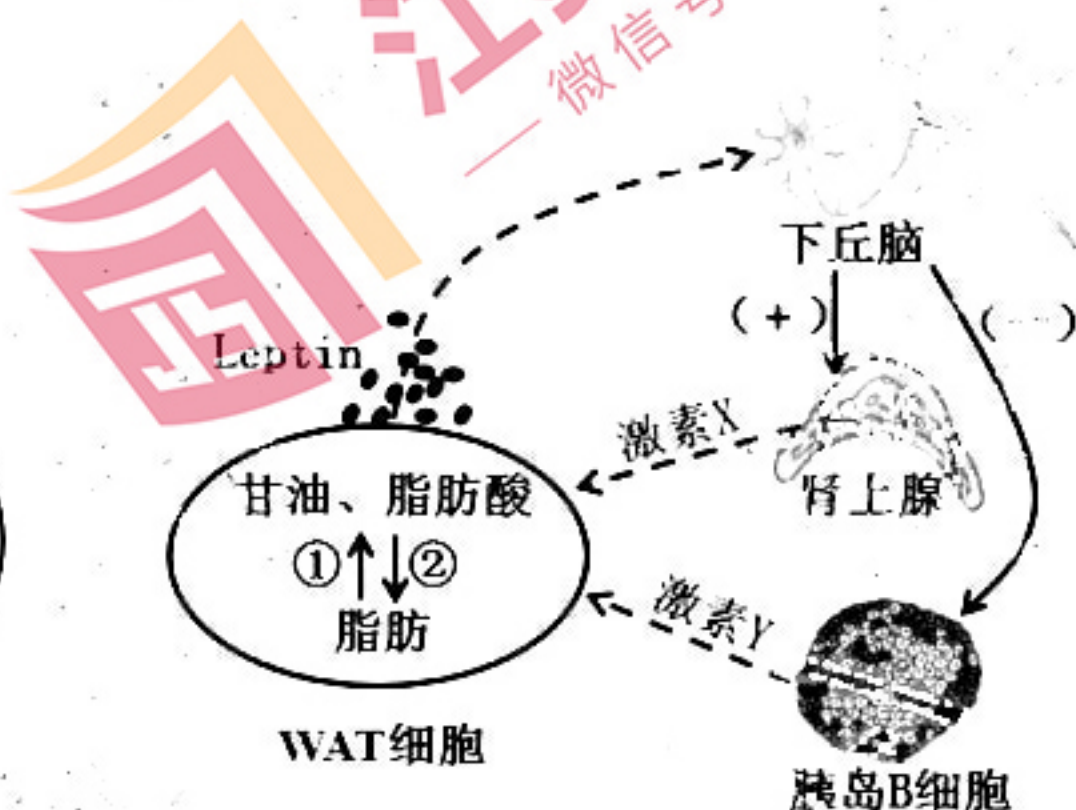 — 微信号
下丘脑
(+)
(—)
Leptin
激素X
甘油、脂肪酸
肾上腺
① ②
激素Y
脂肪
WAT细胞
胰岛B细胞